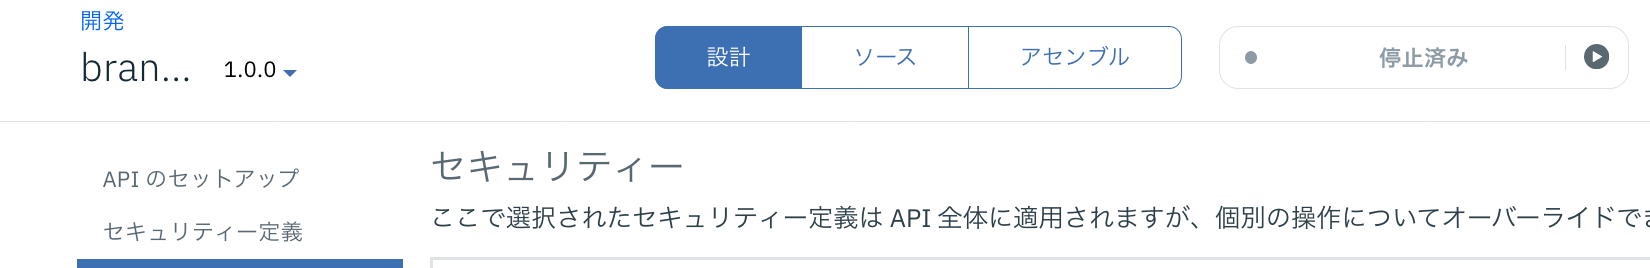 開発
bran...
1.0.0
設計
ソース
アセンブル
停止済み
API のセットアップ
セキュリティー定義
セキュリティー
ここで選択されたセキュリティー定義は API 全体に適用されますが、個別の操作についてオーバーライドでき